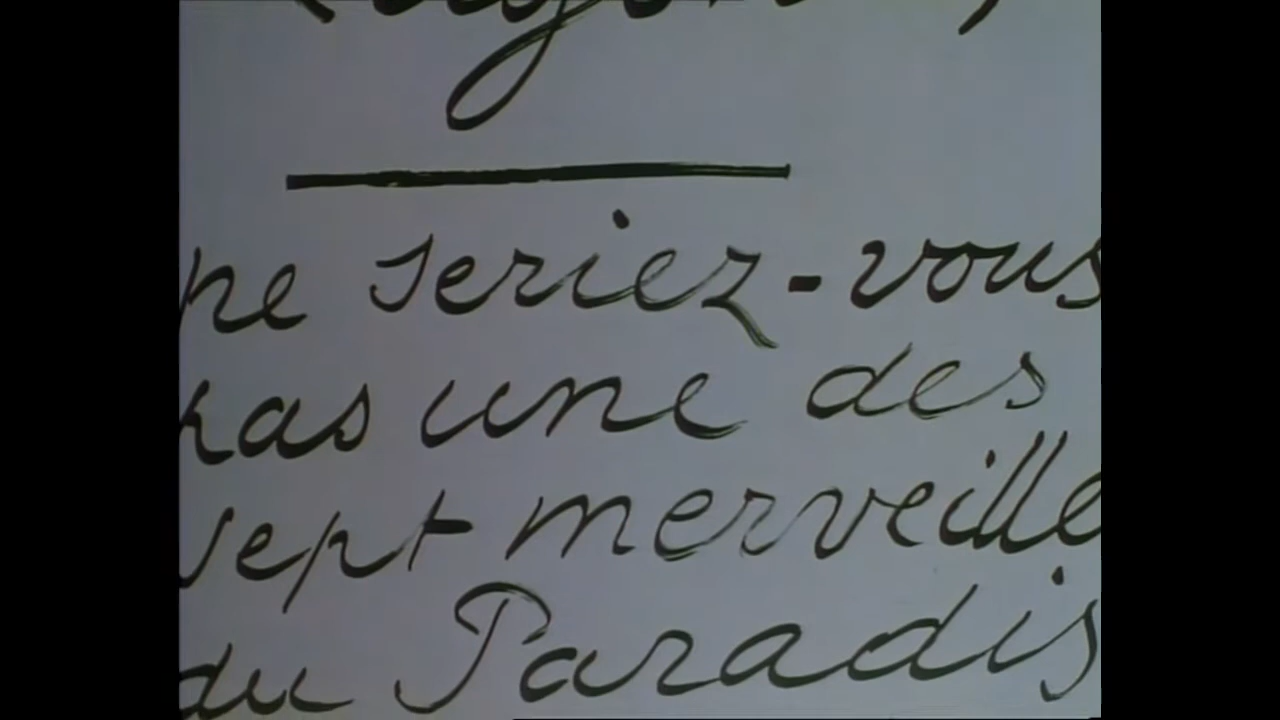 ne seriez-vous
pas une des
sept merveille
du Paradis